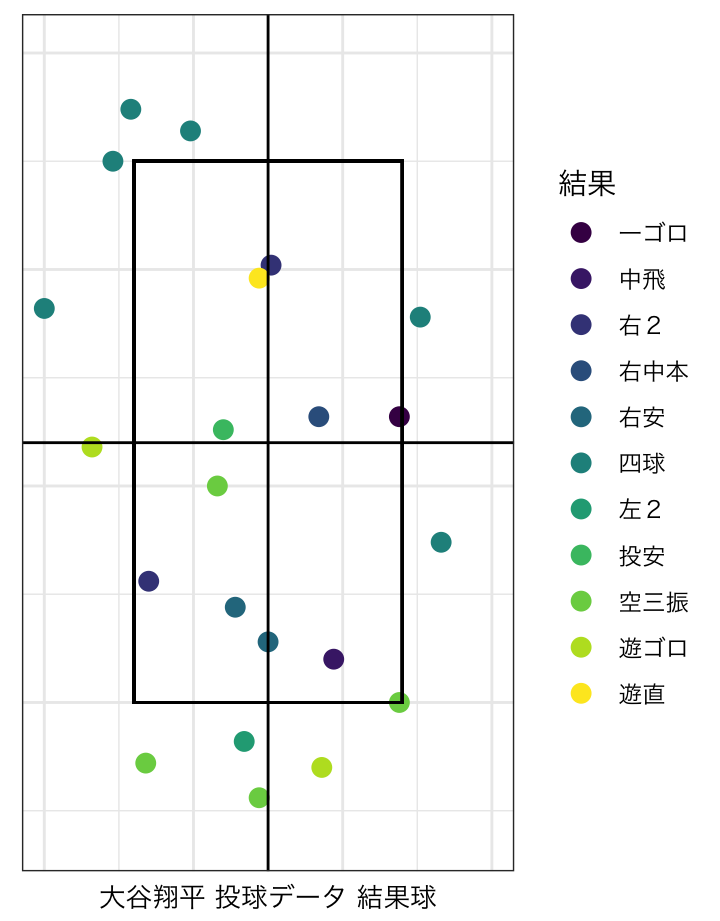 結果
一ゴロ
中飛
右２
右中本
右安
四球
左２
投安
空三振
遊ゴロ
遊直
大谷翔平 投球データ 結果球